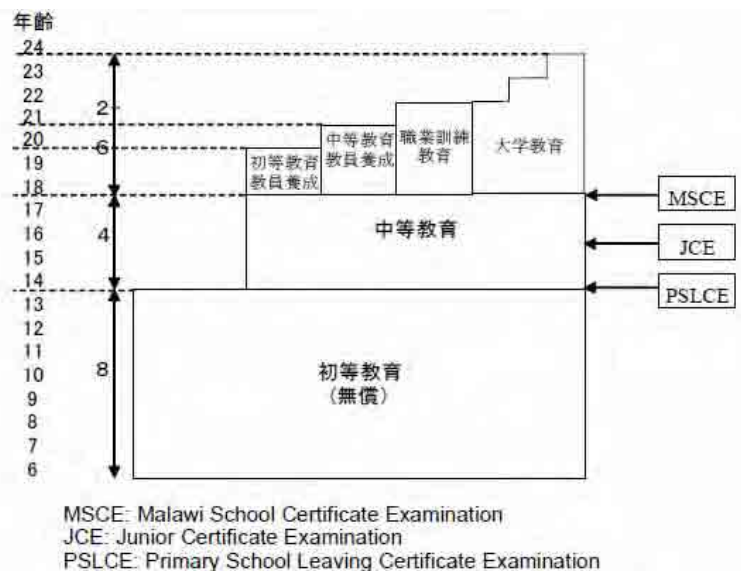 年齢
24
23
22
21
20
19
18
17
16
15
14
13
12
11
10
9
8
7
6
2
6
4
8
初等教育
教員養成
中等教育
教員養成
職業訓練
教育
大学教育
中等教育
初等教育
(無償)
MSCE
JCE
PSLCE
MSCE: Malawi School Certificate Examination
JCE: Junior Certificate Examination
PSLCE: Primary School Leaving Certificate Examination